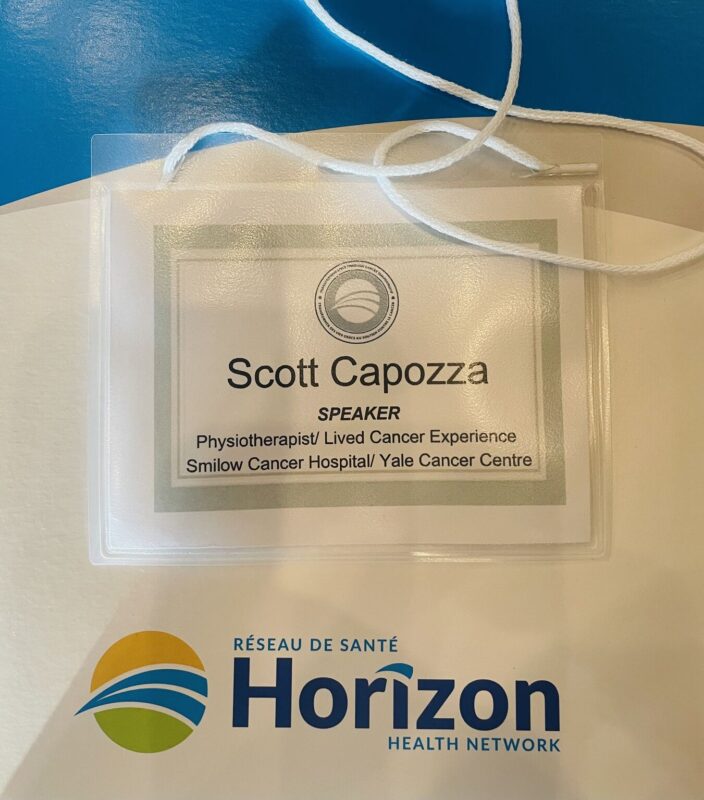 Scott Capozza
SPEAKER
Physiotherapist/ Lived Cancer Experience
Smilow Cancer Hospital/ Yale Cancer Centre
RÉSEAU DE SANTÉ
Horizon
HEALTH NETWORK